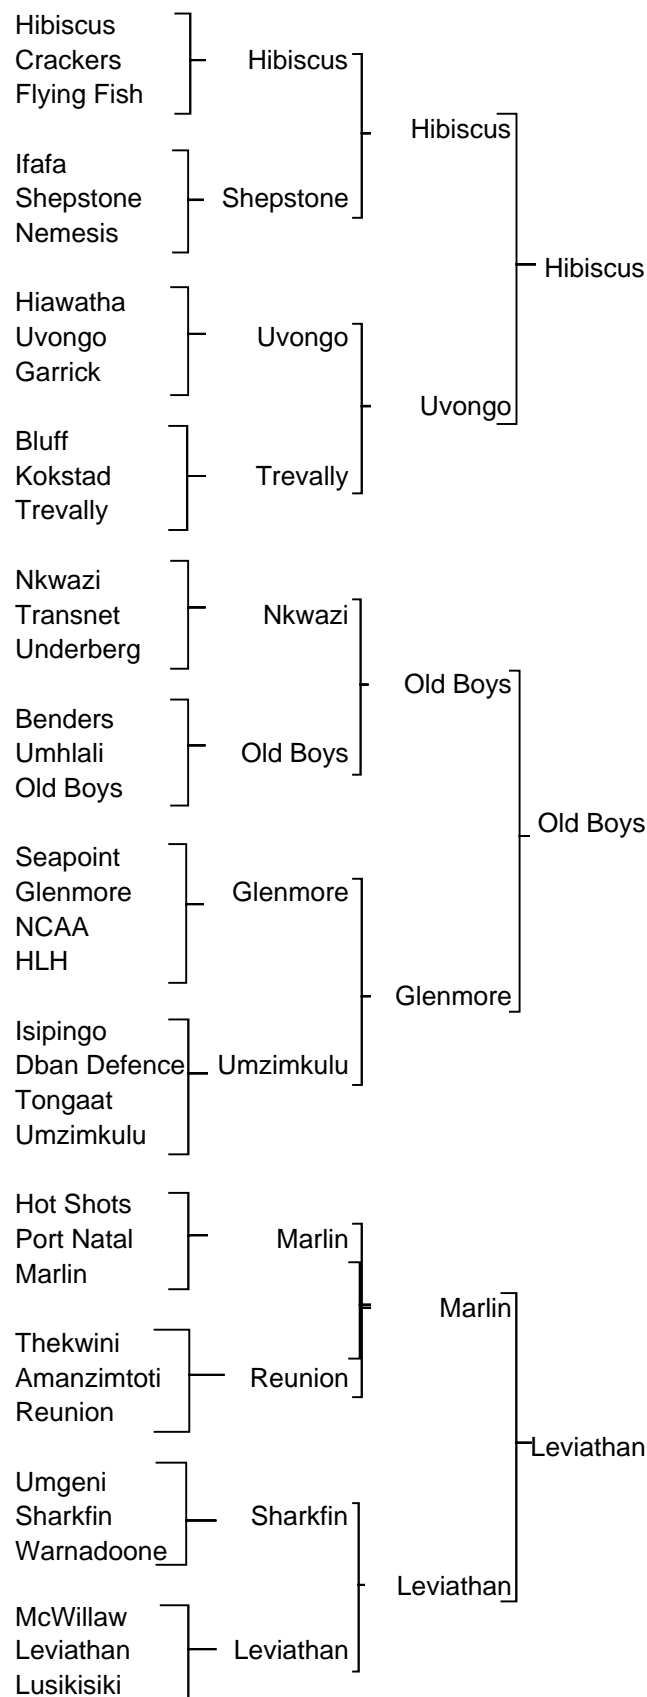 Hibiscus
Crackers
Flying Fish
Hibiscus
Ifafa
Shepstone
Nemesis
Shepstone
Hibiscus
Hiawatha
Uvongo
Garrick
Uvongo
Bluff
Kokstad
Trevally
Trevally
Uvongo
Hibiscus
Nkwazi
Transnet
Underberg
Nkwazi
Benders
Umhlali
Old Boys
Old Boys
Old Boys
Seapoint
Glenmore
NCAA
HLH
Glenmore
Isipingo
Dban Defence
Tongaat
Umzimkulu
Umzimkulu
Glenmore
Old Boys
Hot Shots
Port Natal
Marlin
Marlin
Thekwini
Amanzimtoti
Reunion
Reunion
Marlin
Umgeni
Sharkfin
Warnadoone
Sharkfin
McWillaw
Leviathan
Lusikisiki
Leviathan
Leviathan
Leviathan